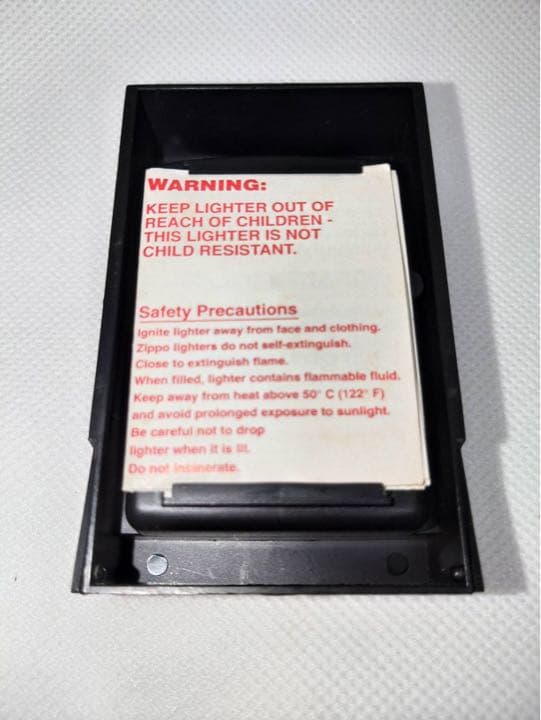 WARNING:
KEEP LIGHTER OUT OF
REACH OF CHILDREN -
THIS LIGHTER IS NOT
CHILD RESISTANT.
Safety Precautions
Ignite lighter away from face and clothing.
Zippo lighters do not self-extinguish.
Close to extinguish flame.
When filled, lighter contains flammable fluid.
Keep away from heat above 50° C (122° F)
and avoid prolonged exposure to sunlight.
Be careful not to drop
lighter when it is lit.
Do not incinerate.